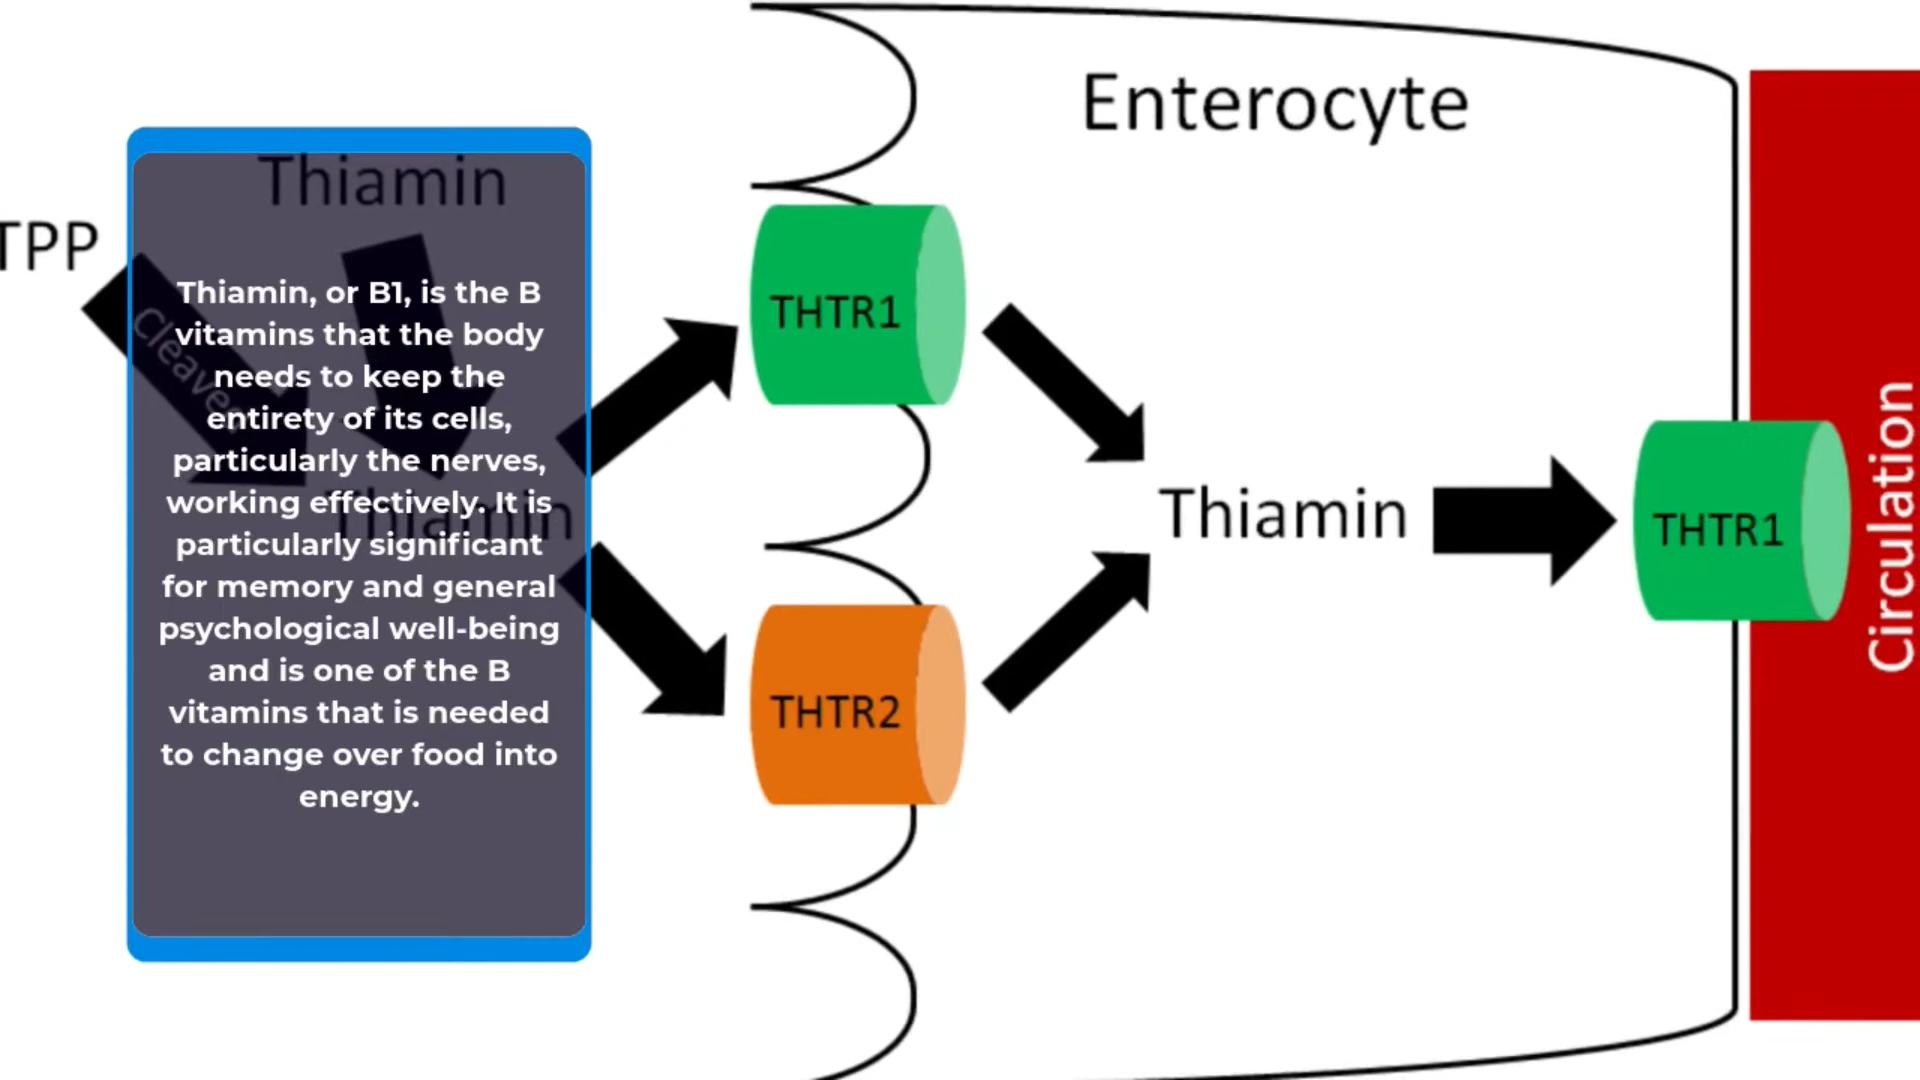 Enterocyte
Thiamin
TPP
Cleaved
Thiamin, or B1, is the B
vitamins that the body
needs to keep the
entirety of its cells,
particularly the nerves,
working effectively. It is
particularly significant
for memory and general
psychological well-being
and is one of the B
vitamins that is needed
to change over food into
energy.
Thiamin
THTR1
THTR2
Thiamin
THTR1
Circulation